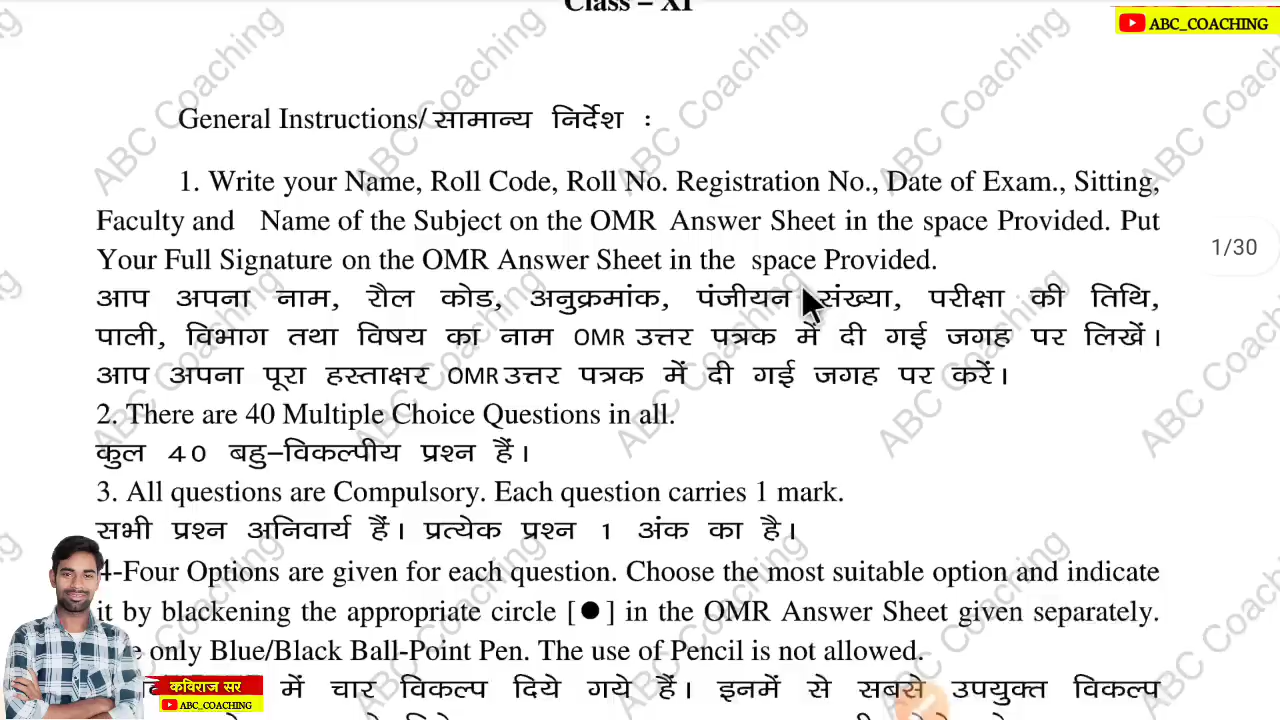 Class – XI
ABC_COACHING
General Instructions/ सामान्य निर्देश :
1. Write your Name, Roll Code, Roll No. Registration No., Date of Exam., Sitting,
Faculty and Name of the Subject on the OMR Answer Sheet in the space Provided. Put
Your Full Signature on the OMR Answer Sheet in the space Provided.
1/30
आप अपना नाम, रौल कोड, अनुक्रमांक, पंजीयन संख्या, परीक्षा की तिथि,
पाली, विभाग तथा विषय का नाम OMR उत्तर पत्रक में दी गई जगह पर लिखें।
आप अपना पूरा हस्ताक्षर OMR उत्तर पत्रक में दी गई जगह पर करें।
2. There are 40 Multiple Choice Questions in all.
कुल 40 बहु–विकल्पीय प्रश्न हैं।
3. All questions are Compulsory. Each question carries 1 mark.
सभी प्रश्न अनिवार्य हैं। प्रत्येक प्रश्न 1 अंक का है।
4-Four Options are given for each question. Choose the most suitable option and indicate
it by blackening the appropriate circle [●] in the OMR Answer Sheet given separately.
only Blue/Black Ball-Point Pen. The use of Pencil is not allowed.
में चार विकल्प दिये गये हैं। इनमें से सबसे उपयुक्त विकल्प
कविराज सर
ABC_COACHING
ABC Coaching